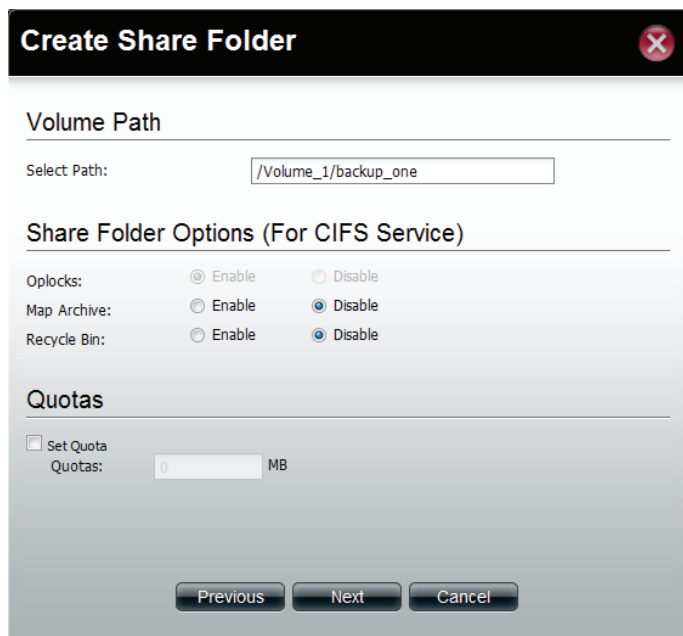 Create Share Folder
Volume Path
Select Path: /Volume_1/backup_one
Share Folder Options (For CIFS Service)
Oplocks: Enable Disable
Map Archive: Enable Disable
Recycle Bin: Enable Disable
Quotas
Set Quota
Quotas: 0 MB
Previous Next Cancel